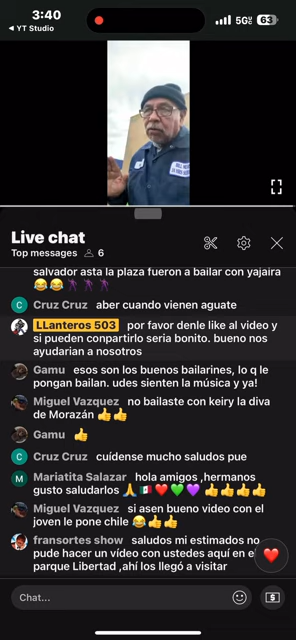 3:40
5G
63
◀ YT Studio
Live chat
Top messages 6
salvador asta la plaza fueron a bailar con yajaira
😂😂🕺🕺🕺
C Cruz Cruz aber cuando vienen aguate
LLanteros 503 por favor denle like al video y
si pueden conpartirlo seria bonito. bueno nos
ayudarian a nosotros
Gamu esos son los buenos bailarines, lo q le
pongan bailan. udes sienten la música y ya!
Miguel Vazquez no bailaste con keiry la diva
de Morazán 👍👍
Gamu 👍
C Cruz Cruz cuídense mucho saludos pue
M Mariatita Salazar hola amigos ,hermanos
gusto saludarlos 🙏🇲🇽❤️💚💜👍👍👍👍
Miguel Vazquez si asen bueno video con el
joven le pone chile 😂👍👍
fransortes show saludos mi estimados no
pude hacer un vídeo con ustedes aquí en el
parque Libertad ,ahí los llegó a visitar
Chat...